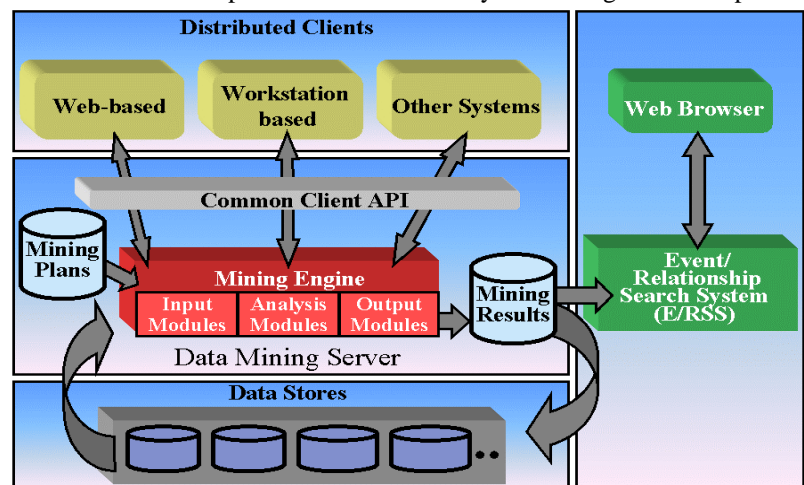 Distributed Clients
Web-based
Workstation
based
Other Systems
Web Browser
Common Client API
Mining
Plans
Mining Engine
Input
Modules
Analysis
Modules
Output
Modules
Mining
Results
Event/
Relationship
Search System
(E/RSS)
Data Mining Server
Data Stores